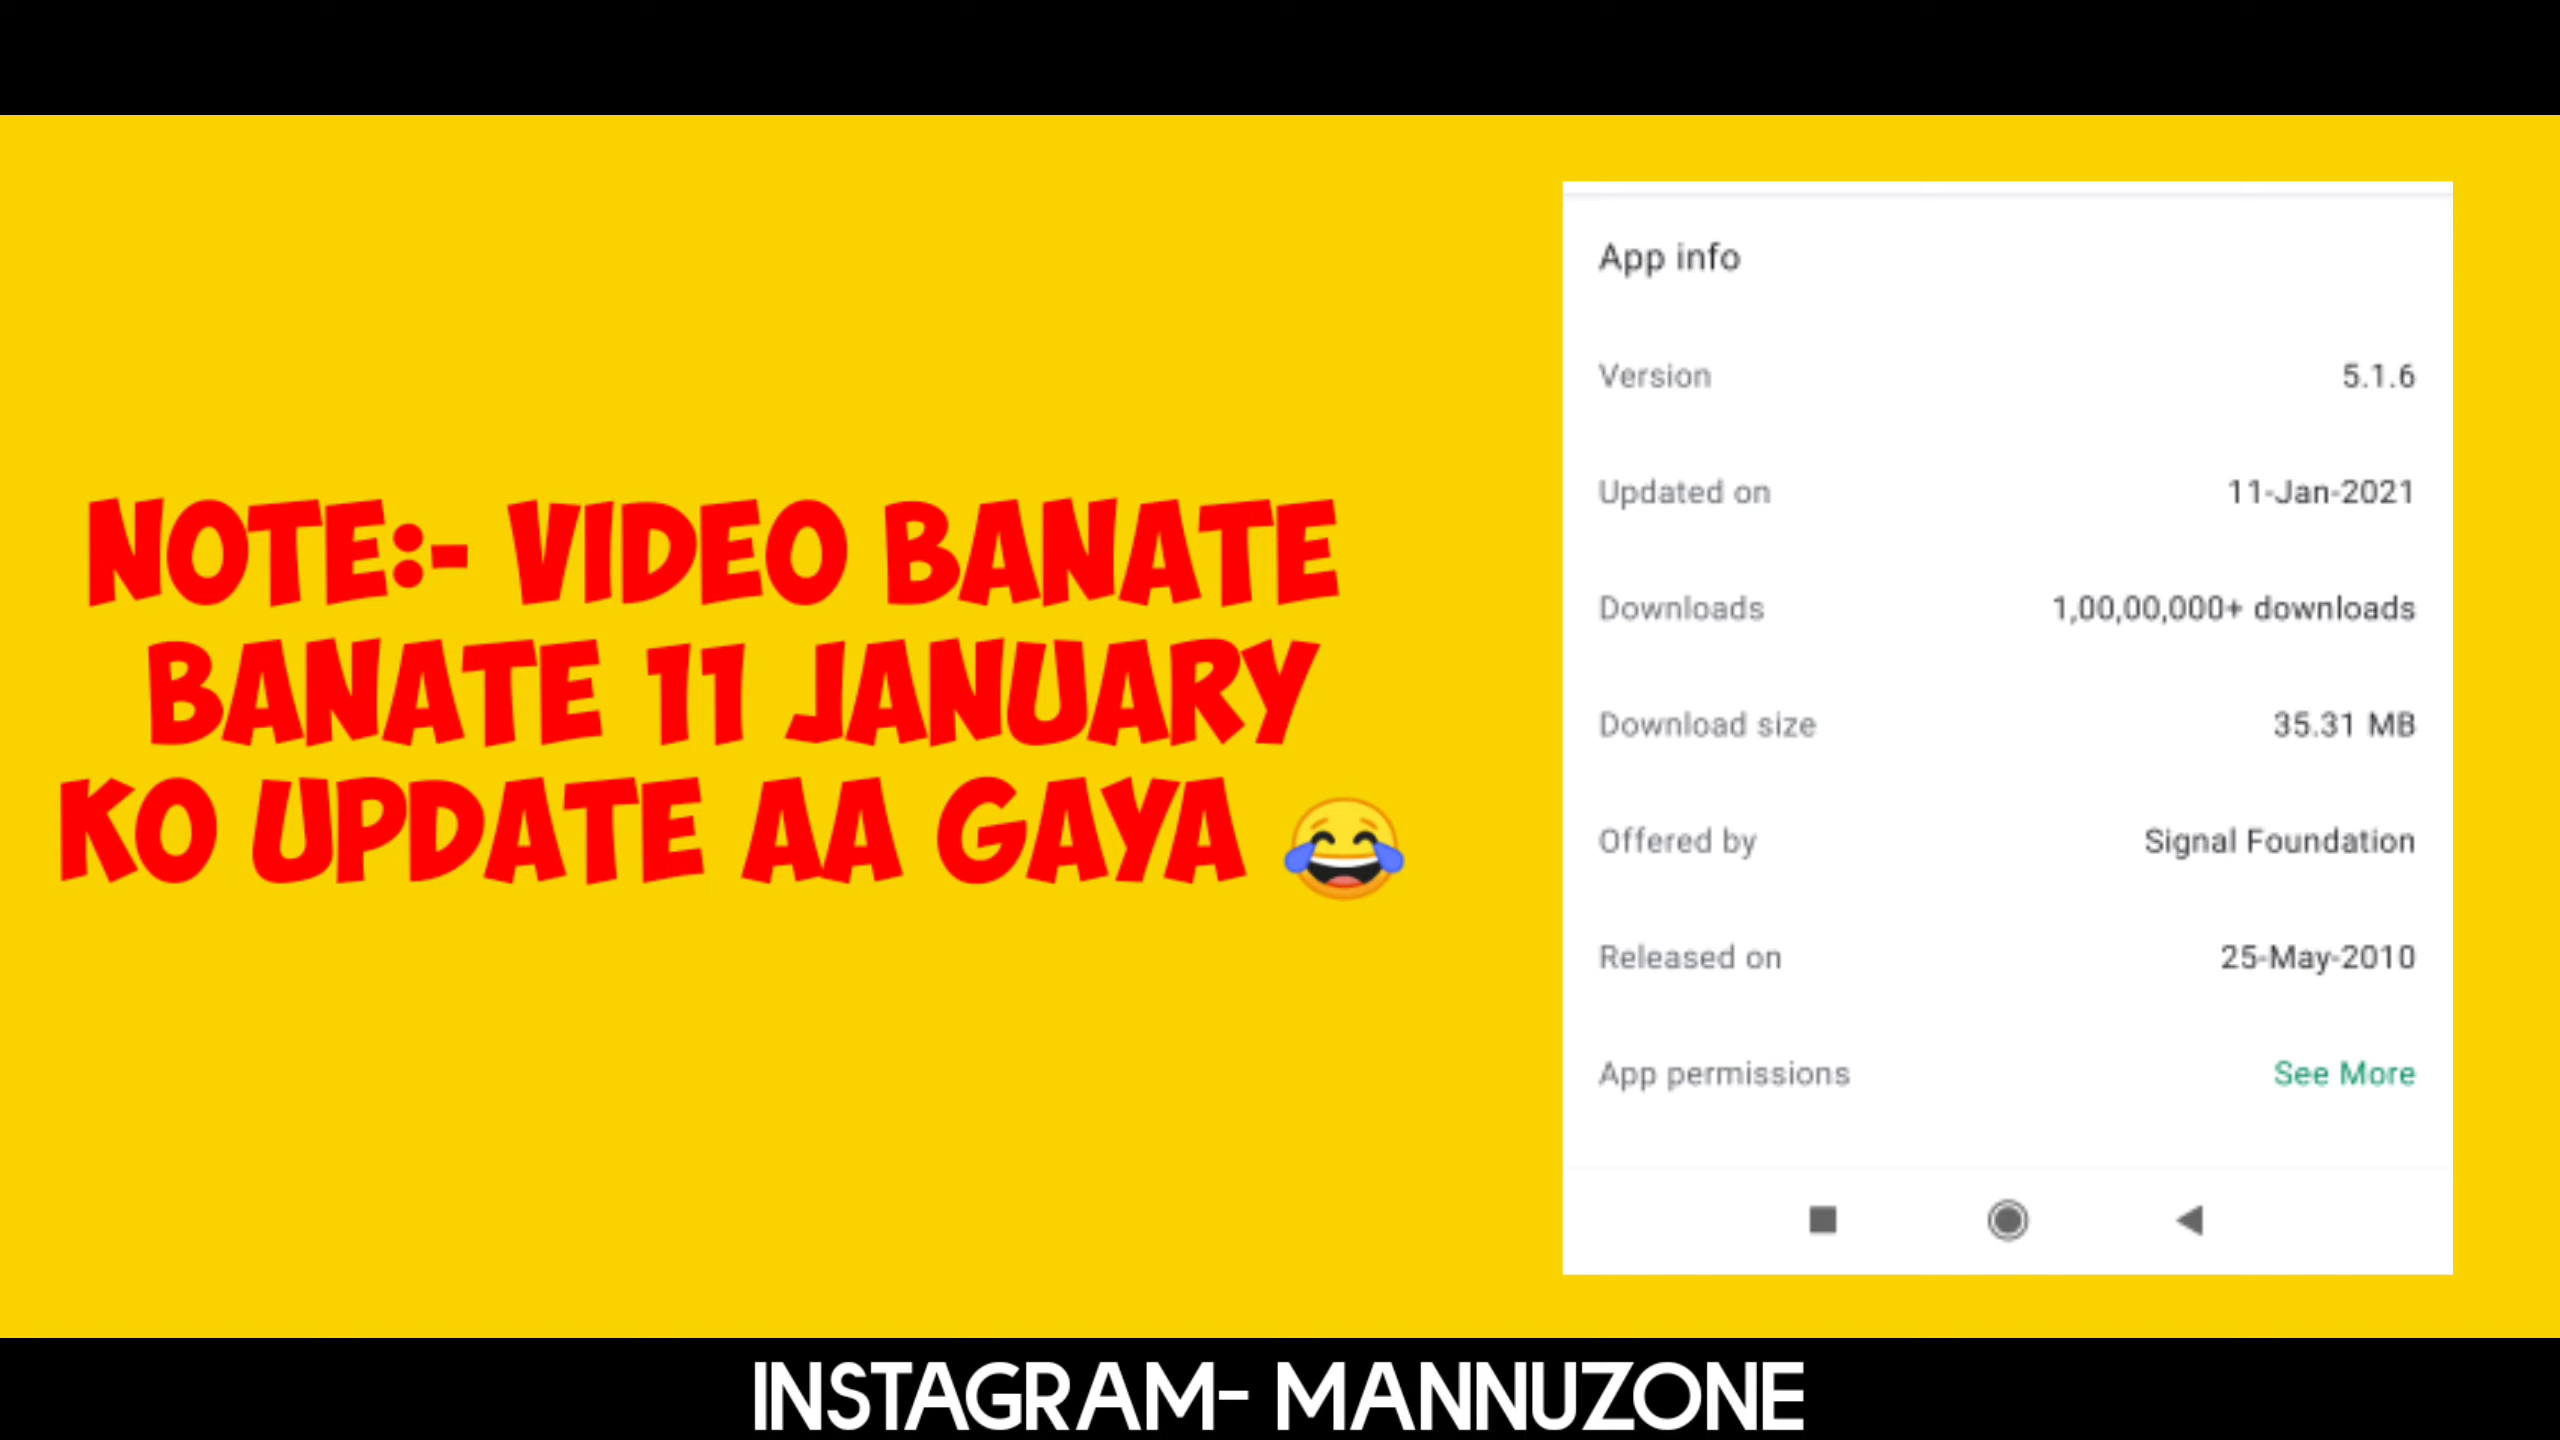 NOTE:- VIDEO BANATE
BANATE 11 JANUARY
KO UPDATE AA GAYA 😂
App info
Version 5.1.6
Updated on 11-Jan-2021
Downloads 1,00,00,000+ downloads
Download size 35.31 MB
Offered by Signal Foundation
Released on 25-May-2010
App permissions See More
INSTAGRAM- MANNUZONE